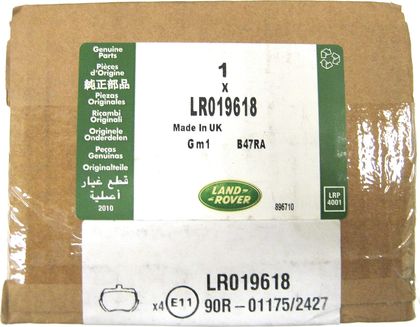 Genuine
Parts
Pièces
d'Origine
純正部品
Piezas
Originales
Ricambi
Originali
Originele
Onderdelen
Peças
Genuínas
Originalteile
قطع غيار
أصلية
2010
1
x
LR019618
Made In UK
Gm1 B47RA
LAND-
-ROVER
896710
LRP
4001
LR019618
x4 E11 90R-01175/2427